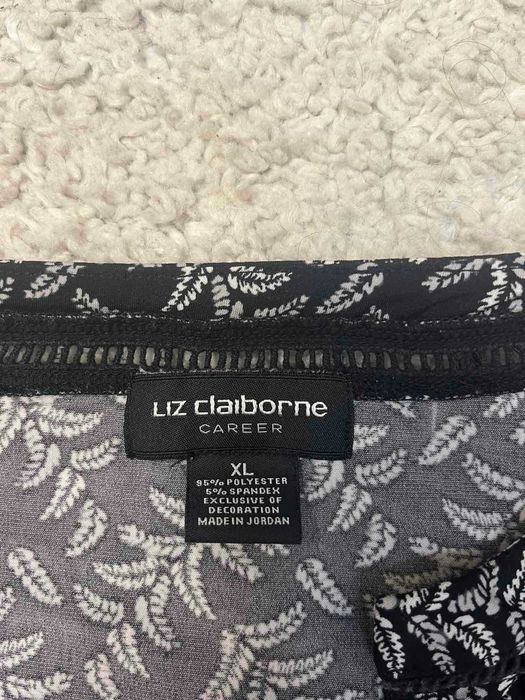 Liz claiborne
CAREER
XL
95% POLYESTER
5% SPANDEX
EXCLUSIVE OF
DECORATION
MADE IN JORDAN